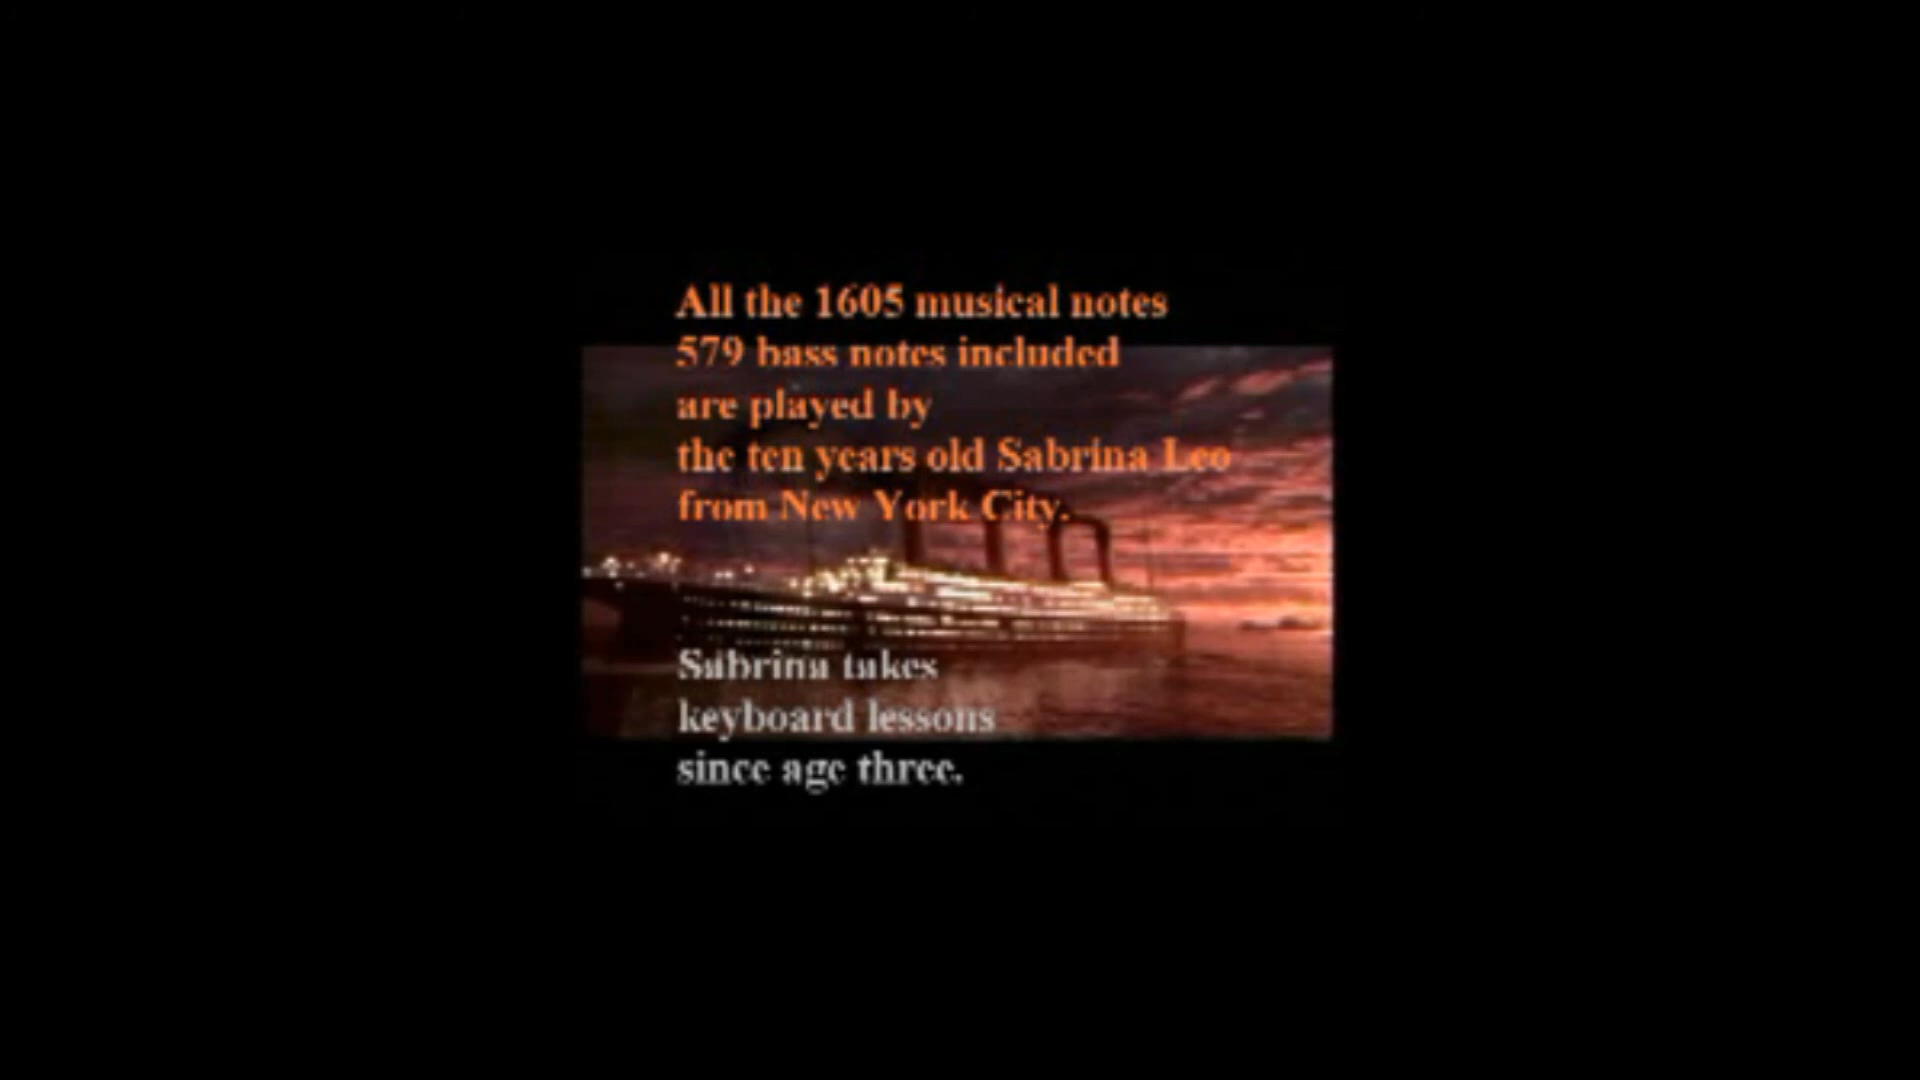 All the 1605 musical notes
579 bass notes included
are played by
the ten years old Sabrina Leo
from New York City.
Sabrina takes
keyboard lessons
since age three.